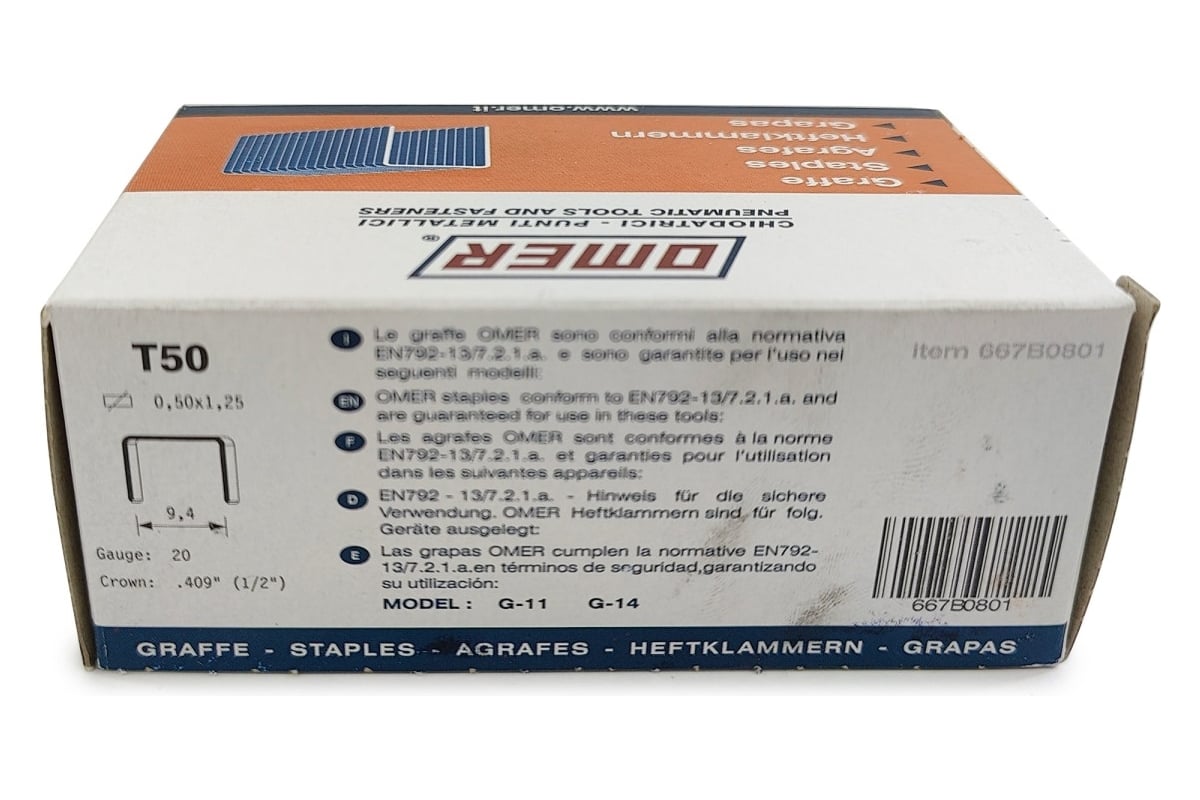 www.omer.it
Grapas
Heftklammern
Agrafes
Staples
Graffe
PNEUMATIC TOOLS AND FASTENERS
CHIODATRICI - PUNTI METALLICI
OMER®
T50
0,50x1,25
9,4
Gauge: 20
Crown: .409" (1/2")
I Le graffe OMER sono conformi alla normativa
EN792-13/7.2.1.a. e sono garantite per l'uso nei
seguenti modelli:
EN OMER staples conform to EN792-13/7.2.1.a. and
are guaranteed for use in these tools:
F Les agrafes OMER sont conformes à la norme
EN792-13/7.2.1.a. et garanties pour l'utilisation
dans les suivantes appareils:
D EN792 - 13/7.2.1.a. - Hinweis für die sichere
Verwendung. OMER Heftklammern sind für folg.
Geräte ausgelegt:
E Las grapas OMER cumplen la normative EN792-
13/7.2.1.a.en términos de seguridad,garantizando
su utilización:
MODEL : G-11 G-14
Item 667B0801
667B0801
GRAFFE - STAPLES - AGRAFES - HEFTKLAMMERN - GRAPAS